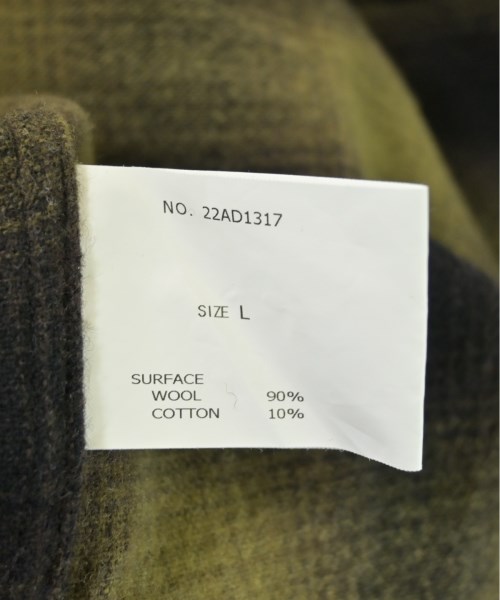 NO. 22AD1317
SIZE L
SURFACE
WOOL 90%
COTTON 10%